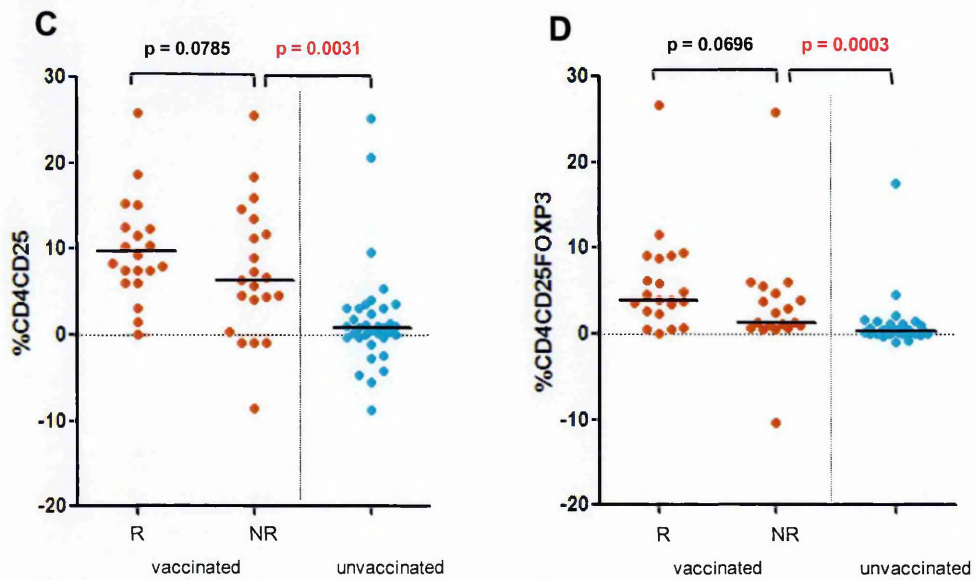 C
p = 0.0785 p = 0.0031
30
20
10
0
-10
-20
%CD4CD25
R NR
vaccinated unvaccinated
D
p = 0.0696 p = 0.0003
30
20
10
0
-10
-20
%CD4CD25FOXP3
R NR
vaccinated unvaccinated